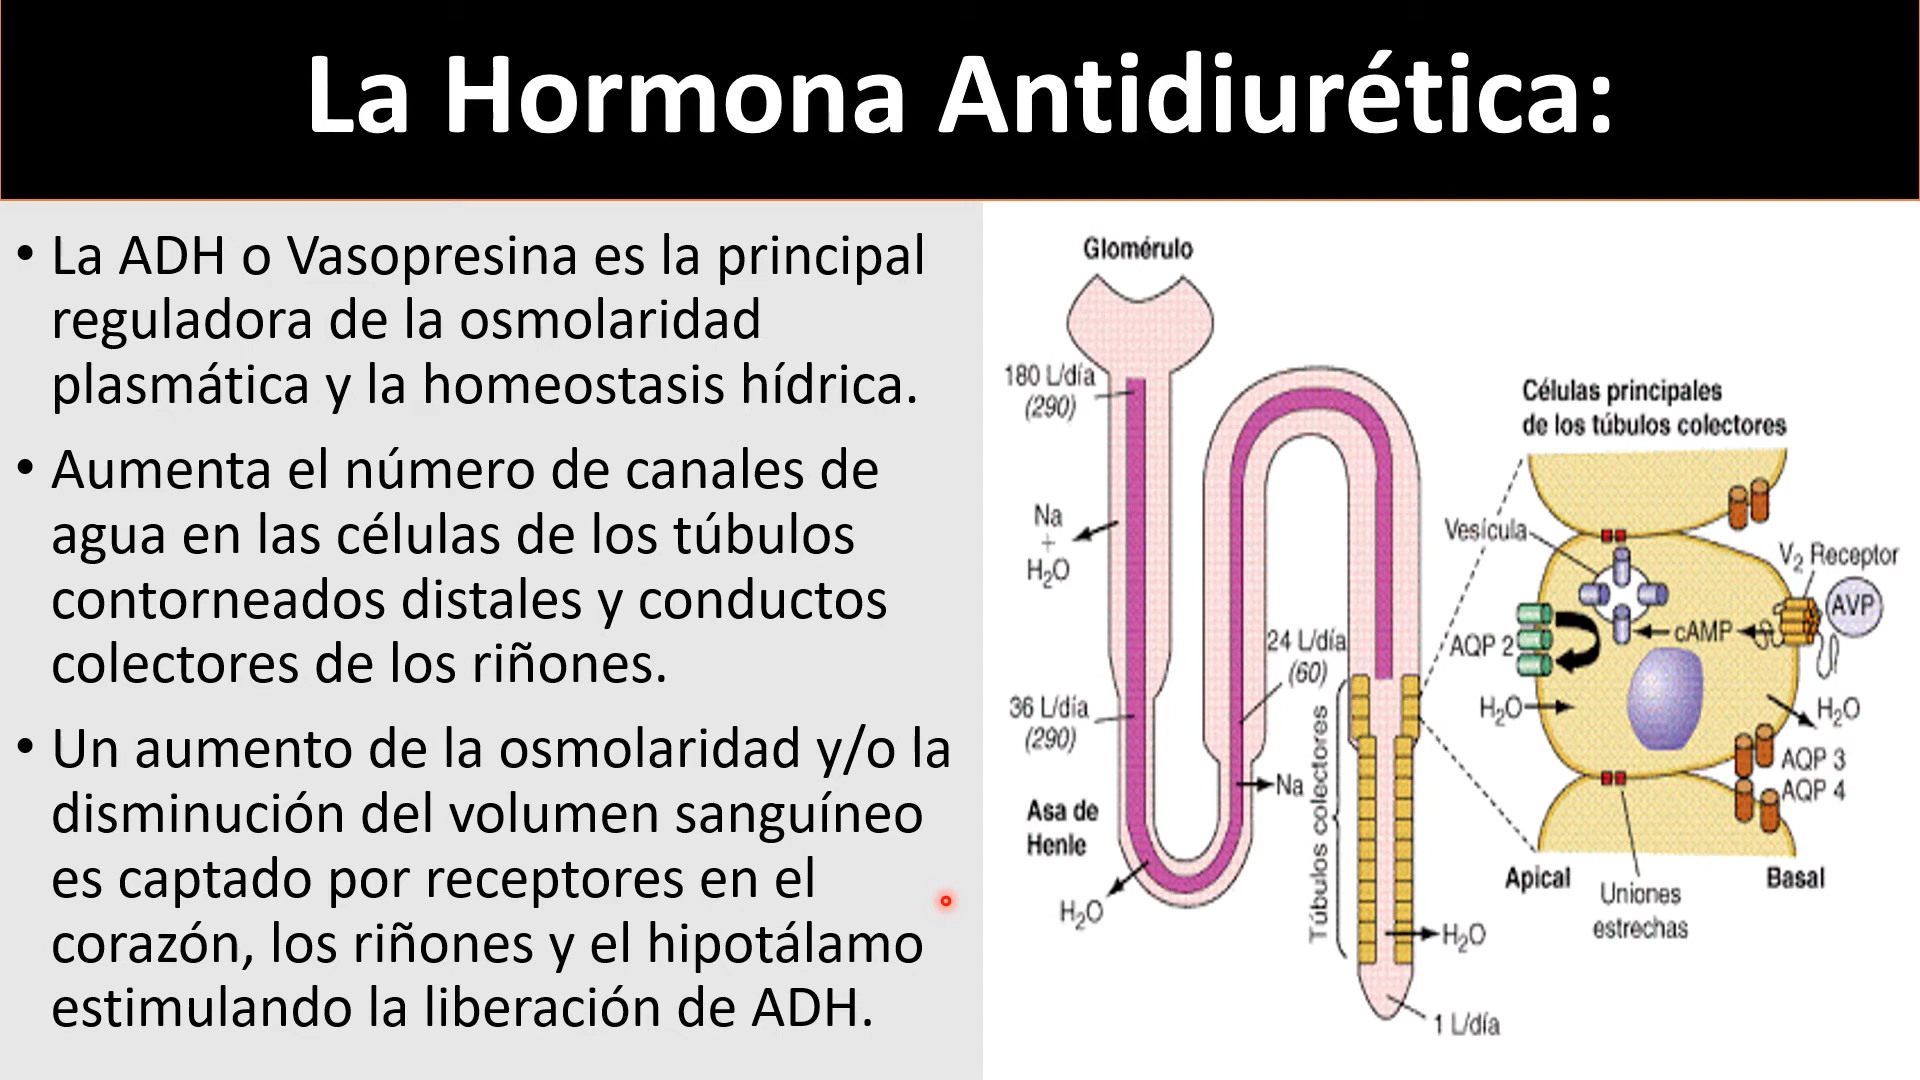 La Hormona Antidiurética:
• La ADH o Vasopresina es la principal
reguladora de la osmolaridad
plasmática y la homeostasis hídrica.
• Aumenta el número de canales de
agua en las células de los túbulos
contorneados distales y conductos
colectores de los riñones.
• Un aumento de la osmolaridad y/o la
disminución del volumen sanguíneo
es captado por receptores en el
corazón, los riñones y el hipotálamo
estimulando la liberación de ADH.
Glomérulo
180 L/día
(290)
Na
+
H₂O
36 L/día
(290)
Asa de
Henle
H₂O
24 L/día
(60)
Na
Túbulos colectores
H₂O
1 L/día
Células principales
de los túbulos colectores
Vesícula
V₂ Receptor
AVP
cAMP
AQP 2
H₂O
H₂O
AQP 3
AQP 4
Apical
Uniones
estrechas
Basal